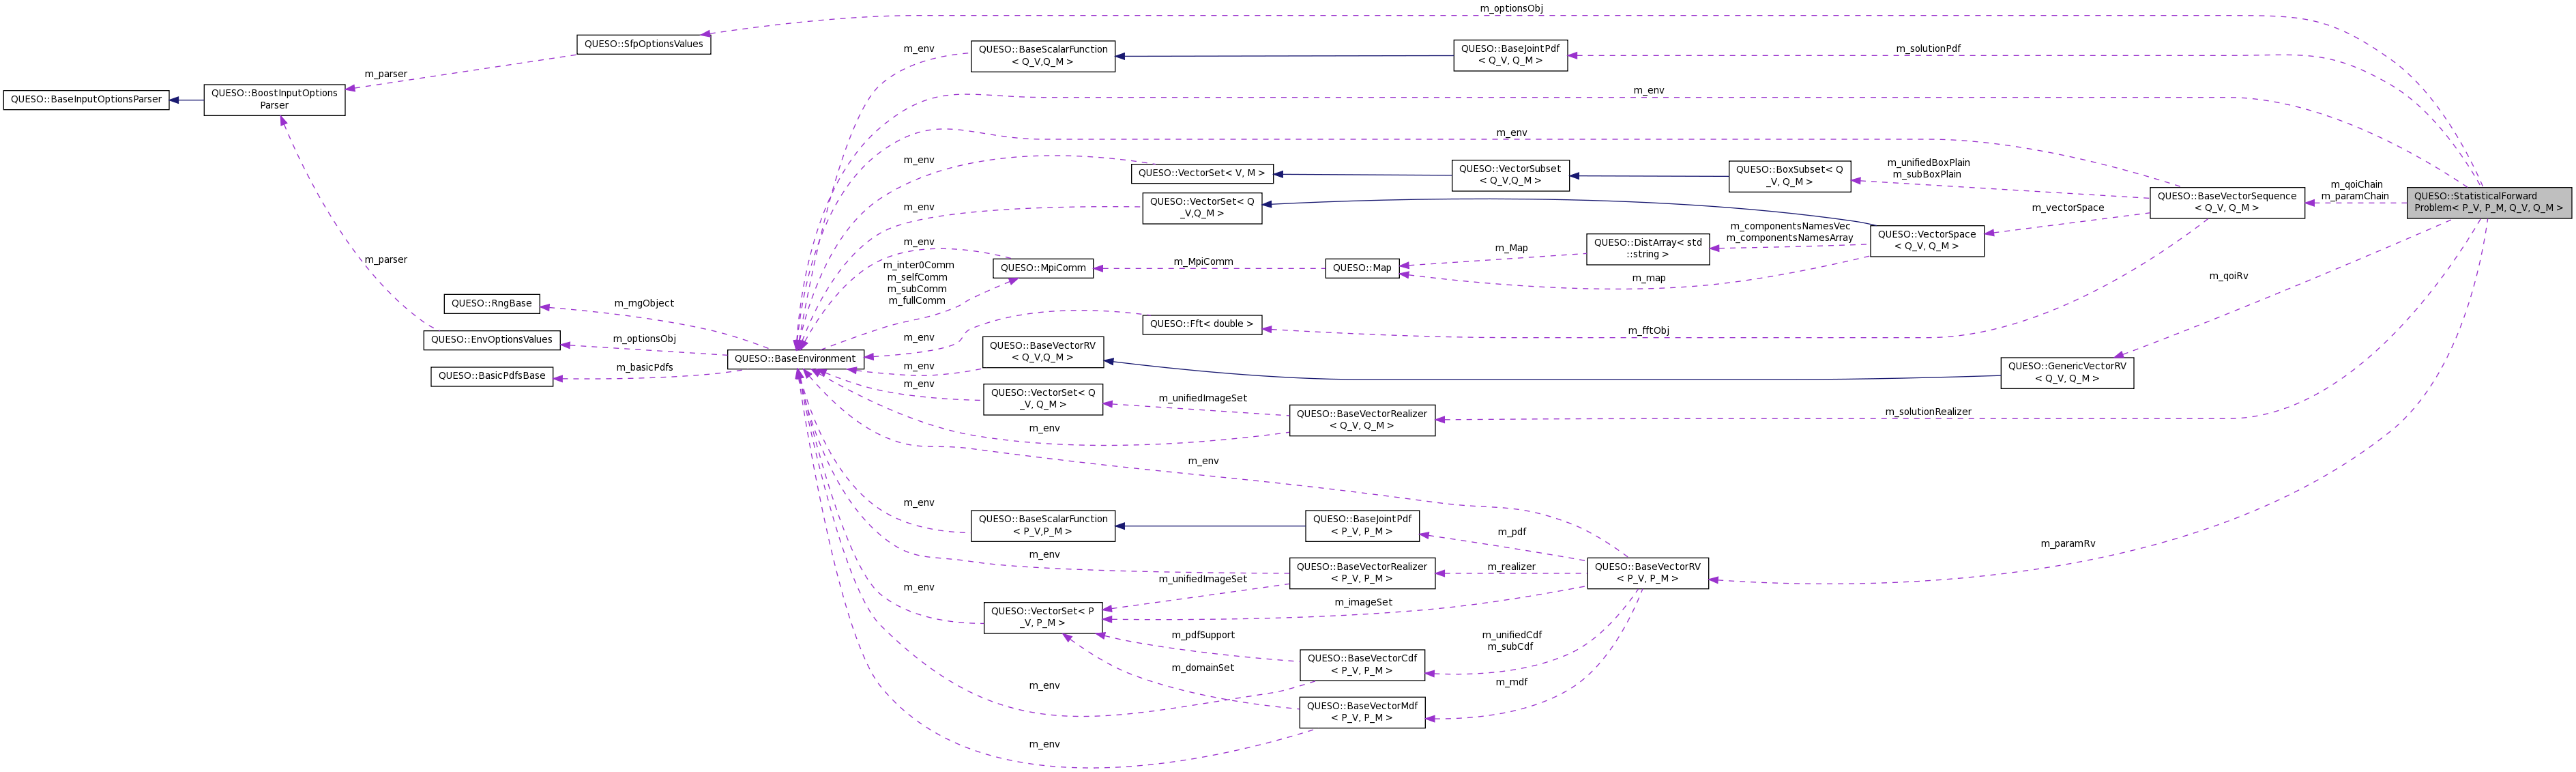 m_optionsObj
QUESO::SfpOptionsValues
m_env
QUESO::BaseScalarFunction
< Q_V,Q_M >
QUESO::BaseJointPdf
< Q_V, Q_M >
m_solutionPdf
m_parser
QUESO::BaseInputOptionsParser
QUESO::BoostInputOptions
Parser
m_env
m_env
m_env
QUESO::VectorSet< V, M >
QUESO::VectorSubset
< Q_V,Q_M >
QUESO::BoxSubset< Q
_V, Q_M >
m_unifiedBoxPlain
m_subBoxPlain
QUESO::BaseVectorSequence
< Q_V, Q_M >
m_qoiChain
m_paramChain
QUESO::StatisticalForward
Problem< P_V, P_M, Q_V, Q_M >
m_env
QUESO::VectorSet< Q
_V,Q_M >
m_vectorSpace
QUESO::VectorSpace
< Q_V, Q_M >
m_componentsNamesVec
m_componentsNamesArray
QUESO::DistArray< std
::string >
m_Map
m_env
m_parser
m_inter0Comm
m_selfComm
m_subComm
m_fullComm
QUESO::MpiComm
m_MpiComm
QUESO::Map
m_map
m_qoiRv
QUESO::RngBase
m_rngObject
QUESO::EnvOptionsValues
m_optionsObj
QUESO::BasicPdfsBase
m_basicPdfs
QUESO::BaseEnvironment
m_env
QUESO::Fft< double >
m_fftObj
m_env
QUESO::BaseVectorRV
< Q_V,Q_M >
QUESO::GenericVectorRV
< Q_V, Q_M >
m_env
QUESO::VectorSet< Q
_V, Q_M >
m_unifiedImageSet
m_env
QUESO::BaseVectorRealizer
< Q_V, Q_M >
m_solutionRealizer
m_env
m_env
QUESO::BaseScalarFunction
< P_V,P_M >
QUESO::BaseJointPdf
< P_V, P_M >
m_pdf
m_paramRv
m_env
QUESO::BaseVectorRealizer
< P_V, P_M >
m_realizer
QUESO::BaseVectorRV
< P_V, P_M >
m_unifiedImageSet
m_env
QUESO::VectorSet< P
_V, P_M >
m_imageSet
m_pdfSupport
m_unifiedCdf
m_subCdf
m_domainSet
QUESO::BaseVectorCdf
< P_V, P_M >
m_env
m_mdf
QUESO::BaseVectorMdf
< P_V, P_M >
m_env